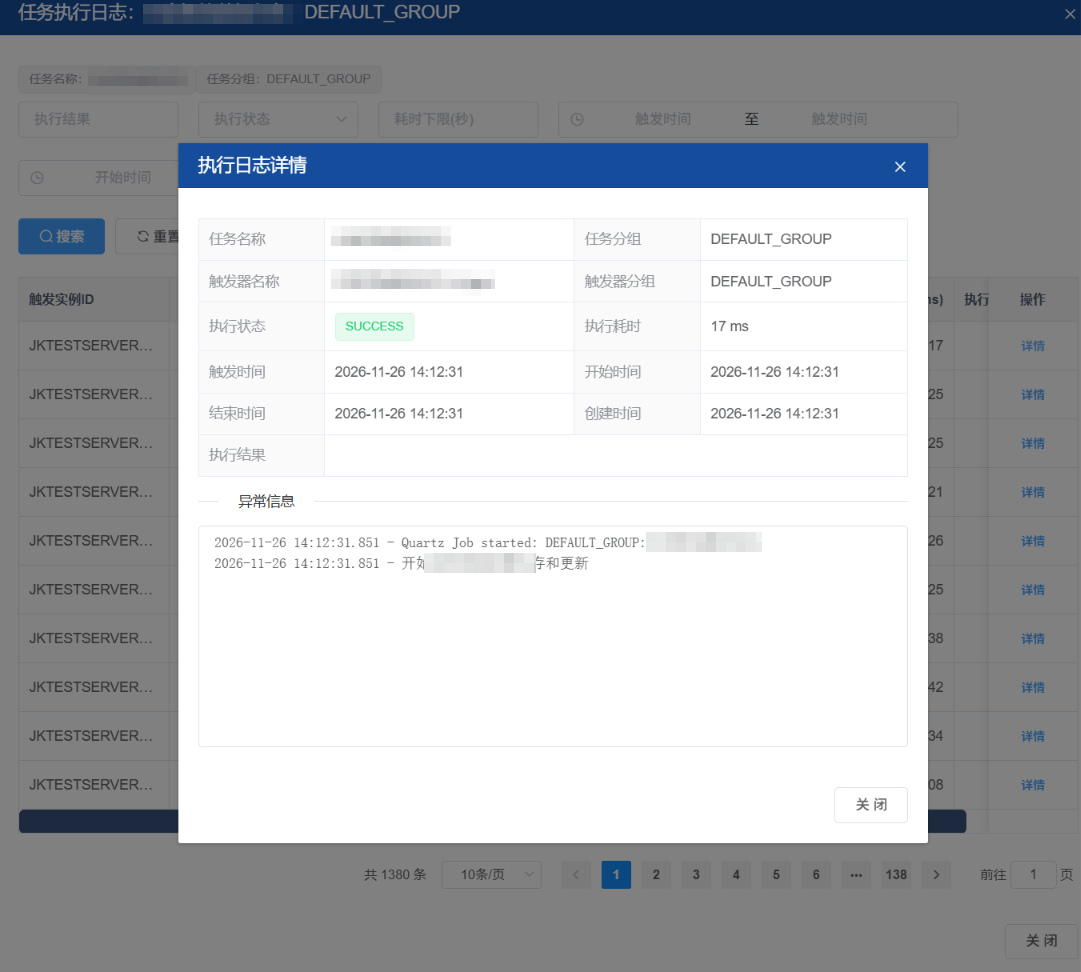 任务执行日志： DEFAULT_GROUP
任务名称： 任务分组：DEFAULT_GROUP
执行结果 执行状态 耗时下限(秒) 触发时间 至 触发时间
开始时间
搜索 重置
执行日志详情
任务名称 任务分组 DEFAULT_GROUP
触发器名称 触发器分组 DEFAULT_GROUP
执行状态 SUCCESS 执行耗时 17 ms
触发时间 2026-11-26 14:12:31 开始时间 2026-11-26 14:12:31
结束时间 2026-11-26 14:12:31 创建时间 2026-11-26 14:12:31
执行结果
异常信息
2026-11-26 14:12:31.851 - Quartz Job started: DEFAULT_GROUP:
2026-11-26 14:12:31.851 - 开始 存和更新
关 闭
触发实例ID ms) 执行 操作
JKTESTSERVER... 17 详情
JKTESTSERVER... 25 详情
JKTESTSERVER... 25 详情
JKTESTSERVER... 21 详情
JKTESTSERVER... 26 详情
JKTESTSERVER... 25 详情
JKTESTSERVER... 38 详情
JKTESTSERVER... 42 详情
JKTESTSERVER... 34 详情
JKTESTSERVER... 08 详情
共 1380 条 10条/页 1 2 3 4 5 6 ... 138 前往 1 页
关 闭